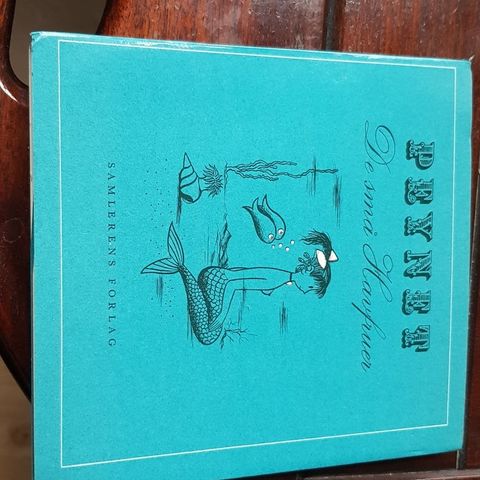 PEYNET
De små Havfruer
SAMLERENS FORLAG